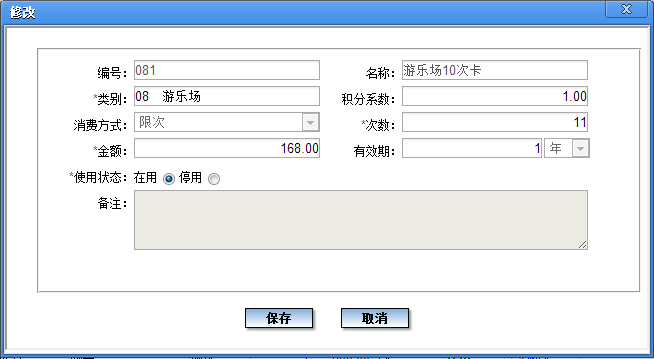 修改
编号： 081 名称： 游乐场10次卡
*类别： 08 游乐场 积分系数： 1.00
消费方式： 限次 *次数： 11
*金额： 168.00 有效期： 1 年
*使用状态： 在用 停用
备注：
保存 取消